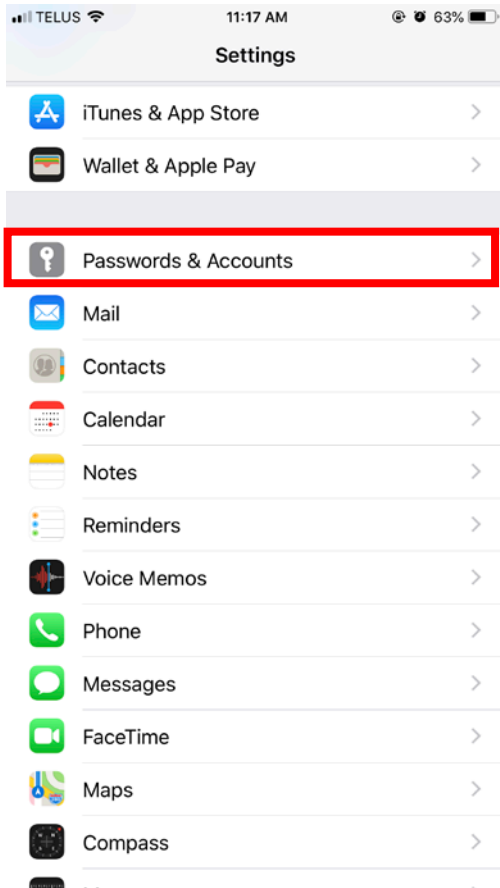 TELUS 11:17 AM 63%
Settings
iTunes & App Store
Wallet & Apple Pay
Passwords & Accounts
Mail
Contacts
Calendar
Notes
Reminders
Voice Memos
Phone
Messages
FaceTime
Maps
Compass